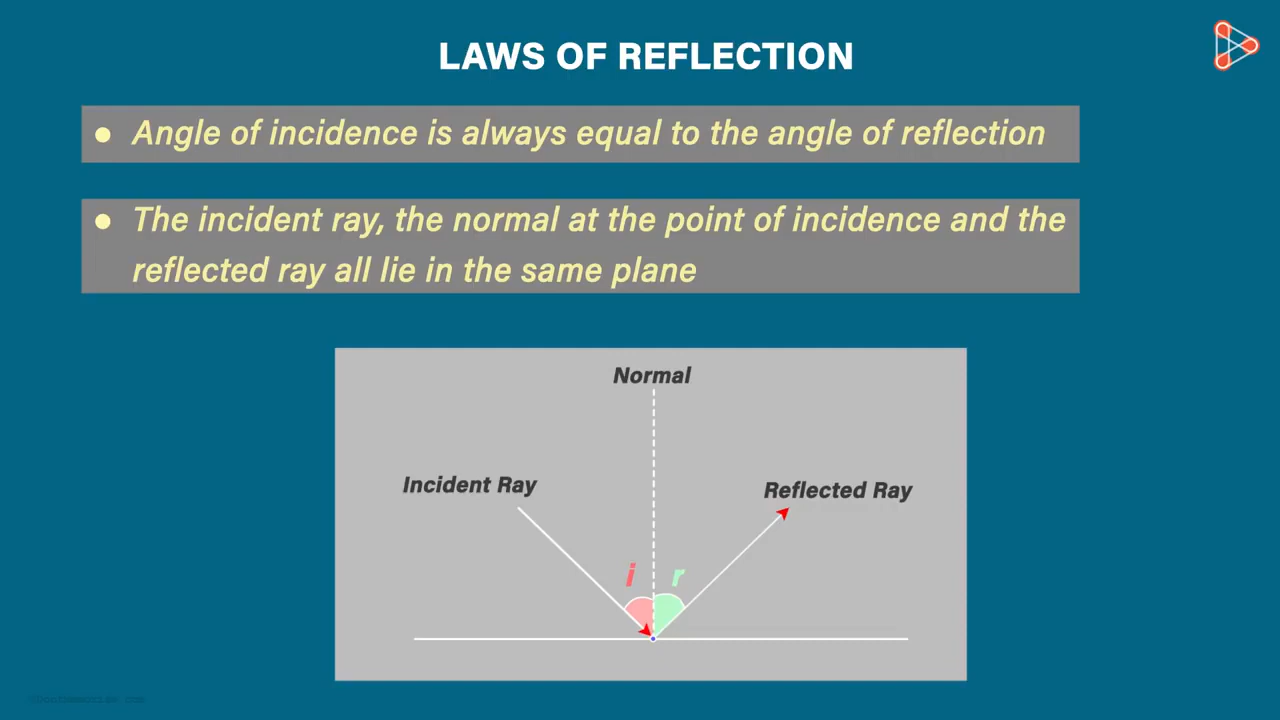 LAWS OF REFLECTION
● Angle of incidence is always equal to the angle of reflection
● The incident ray, the normal at the point of incidence and the
reflected ray all lie in the same plane
Normal
Incident Ray
Reflected Ray
i
r